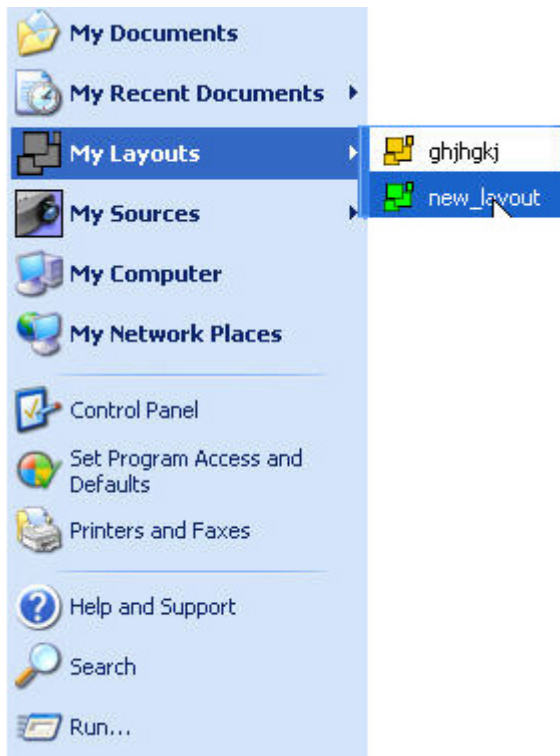 My Documents
My Recent Documents
My Layouts
ghjhgkj
new_layout
My Sources
My Computer
My Network Places
Control Panel
Set Program Access and
Defaults
Printers and Faxes
Help and Support
Search
Run...